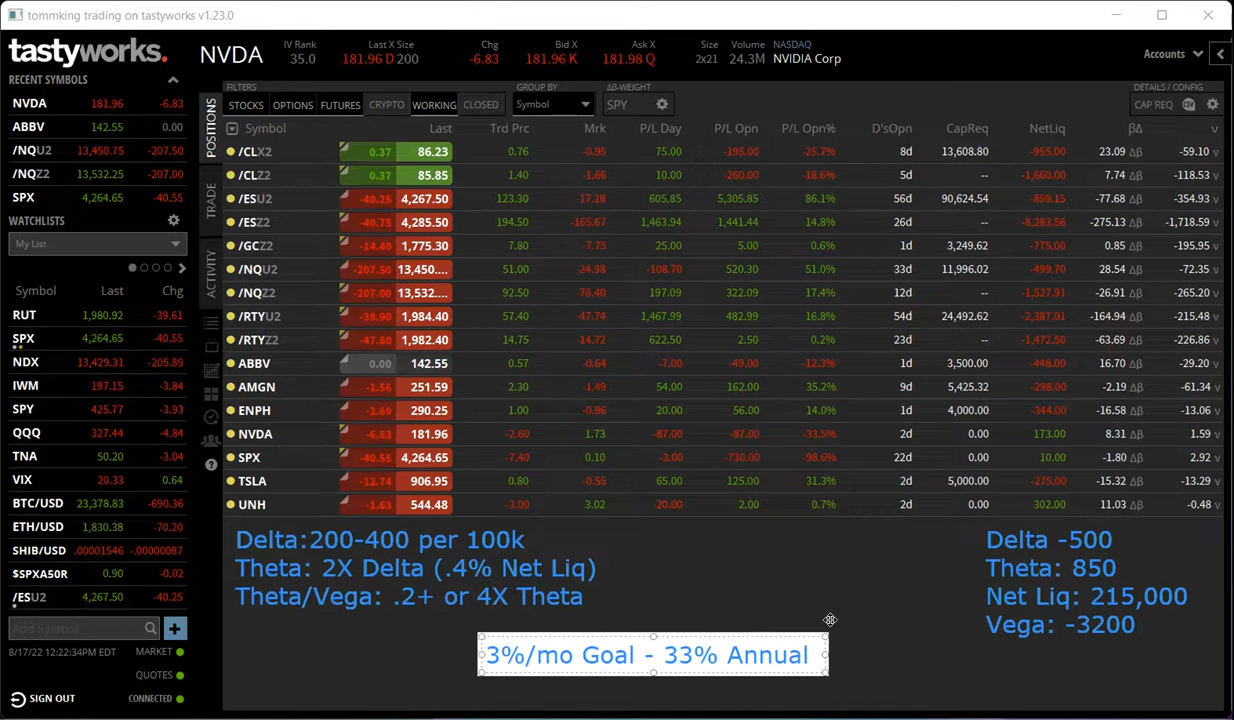 tommking trading on tastyworks v1.23.0
tastyworks.
NVDA
IV Rank 35.0
Last X Size 181.96 D 200
Chg -6.83
Bid X 181.96 K
Ask X 181.98 Q
Size 2x21
Volume 24.3M
NASDAQ
NVIDIA Corp
Accounts
RECENT SYMBOLS
NVDA 181.96 -6.83
ABBV 142.55 0.00
/NQU2 13,450.75 -207.50
/NQZ2 13,532.25 -207.00
SPX 4,264.65 -40.55
WATCHLISTS
My List
Symbol Last Chg
RUT 1,980.92 -39.61
SPX 4,264.65 -40.55
NDX 13,429.31 -205.89
IWM 197.15 -3.84
SPY 425.77 -3.93
QQQ 327.44 -4.84
TNA 50.20 -3.04
VIX 20.33 0.64
BTC/USD 23,378.83 -690.36
ETH/USD 1,830.38 -70.20
SHIB/USD .00001546 -.00000087
$SPXA50R 0.90 -0.02
/ESU2 4,267.50 -40.25
Add Symbol
8/17/22 12:22:34PM EDT
MARKET
QUOTES
SIGN OUT
CONNECTED
POSITIONS
TRADE
ACTIVITY
FILTERS
STOCKS OPTIONS FUTURES CRYPTO WORKING CLOSED
GROUP BY
Symbol
Δβ-WEIGHT
SPY
DETAILS / CONFIG
CAP REQ
Symbol Last Trd Prc Mrk P/L Day P/L Opn P/L Opn% D'sOpn CapReq NetLiq βΔ ν
/CLX2 0.37 86.23 0.76 -0.95 75.00 -195.00 -25.7% 8d 13,608.80 -955.00 23.09 Δβ -59.10 ν
/CLZ2 0.37 85.85 1.40 -1.66 10.00 -260.00 -18.6% 5d -- -1,660.00 7.74 Δβ -118.53 ν
/ESU2 -40.25 4,267.50 123.30 -17.18 605.85 5,305.85 86.1% 56d 90,624.54 -859.15 -77.68 Δβ -354.93 ν
/ESZ2 -40.75 4,285.50 194.50 -165.67 1,463.94 1,441.44 14.8% 26d -- -8,283.56 -275.13 Δβ -1,718.59 ν
/GCZ2 -14.40 1,775.30 7.80 -7.75 25.00 5.00 0.6% 1d 3,249.62 -775.00 0.85 Δβ -195.95 ν
/NQU2 -207.50 13,450.... 51.00 -24.98 -108.70 520.30 51.0% 33d 11,996.02 -499.70 28.54 Δβ -72.35 ν
/NQZ2 -207.00 13,532.... 92.50 -76.40 197.09 322.09 17.4% 12d -- -1,527.91 -26.91 Δβ -265.20 ν
/RTYU2 -38.90 1,984.40 57.40 -47.74 1,467.99 482.99 16.8% 54d 24,492.62 -2,387.01 -164.94 Δβ -215.48 ν
/RTYZ2 -47.60 1,982.40 14.75 -14.72 622.50 2.50 0.2% 23d -- -1,472.50 -63.69 Δβ -226.86 ν
ABBV 0.00 142.55 0.57 -0.64 -7.00 -49.00 -12.3% 1d 3,500.00 -448.00 16.70 Δβ -29.20 ν
AMGN -1.56 251.59 2.30 -1.49 54.00 162.00 35.2% 9d 5,425.32 -298.00 -2.19 Δβ -61.34 ν
ENPH -2.60 290.25 1.00 -0.86 20.00 56.00 14.0% 1d 4,000.00 -344.00 -16.58 Δβ -13.06 ν
NVDA -6.83 181.96 -2.60 1.73 -87.00 -87.00 -33.5% 2d 0.00 173.00 8.31 Δβ 1.59 ν
SPX -40.55 4,264.65 -7.40 0.10 -3.00 -730.00 -98.6% 22d 0.00 10.00 -1.80 Δβ 2.92 ν
TSLA -12.74 906.95 0.80 -0.55 65.00 125.00 31.3% 2d 5,000.00 -275.00 -15.32 Δβ -13.29 ν
UNH -1.63 544.48 -3.00 3.02 -20.00 2.00 0.7% 2d 0.00 302.00 11.03 Δβ -0.48 ν
Delta:200-400 per 100k
Theta: 2X Delta (.4% Net Liq)
Theta/Vega: .2+ or 4X Theta
Delta -500
Theta: 850
Net Liq: 215,000
Vega: -3200
3%/mo Goal - 33% Annual